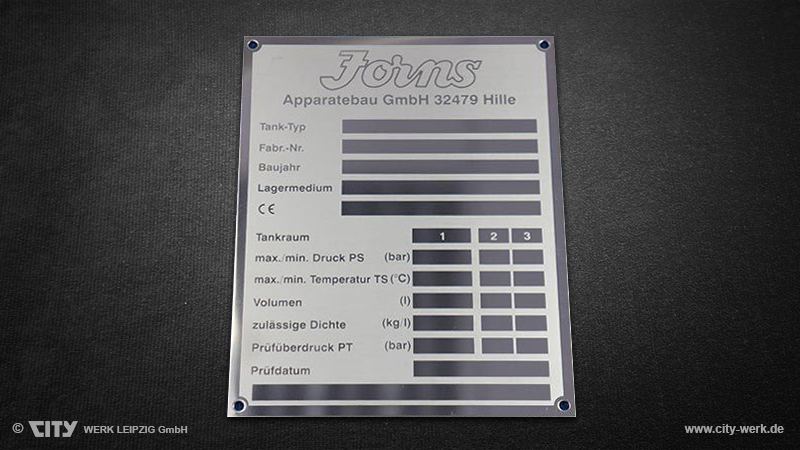 Jorns
Apparatebau GmbH 32479 Hille
Tank-Typ
Fabr.-Nr.
Baujahr
Lagermedium
CE
Tankraum 1 2 3
max./min. Druck PS (bar)
max./min. Temperatur TS (°C)
Volumen (l)
zulässige Dichte (kg/l)
Prüfüberdruck PT (bar)
Prüfdatum
© CITY WERK LEIPZIG GmbH
www.city-werk.de